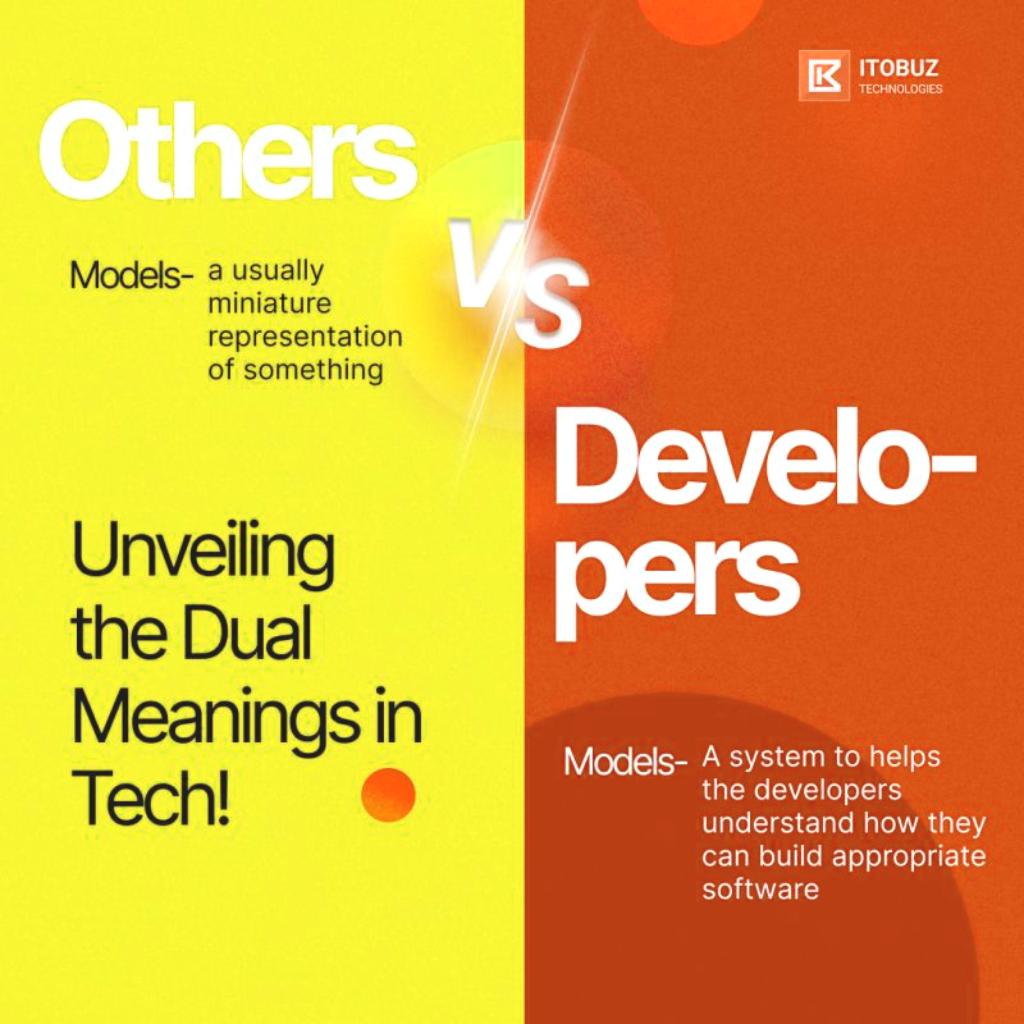 Others
Models- a usually
miniature
representation
of something
VS
Unveiling
the Dual
Meanings in
Tech!
ITOBUZ
TECHNOLOGIES
Develo-
pers
Models- A system to helps
the developers
understand how they
can build appropriate
software